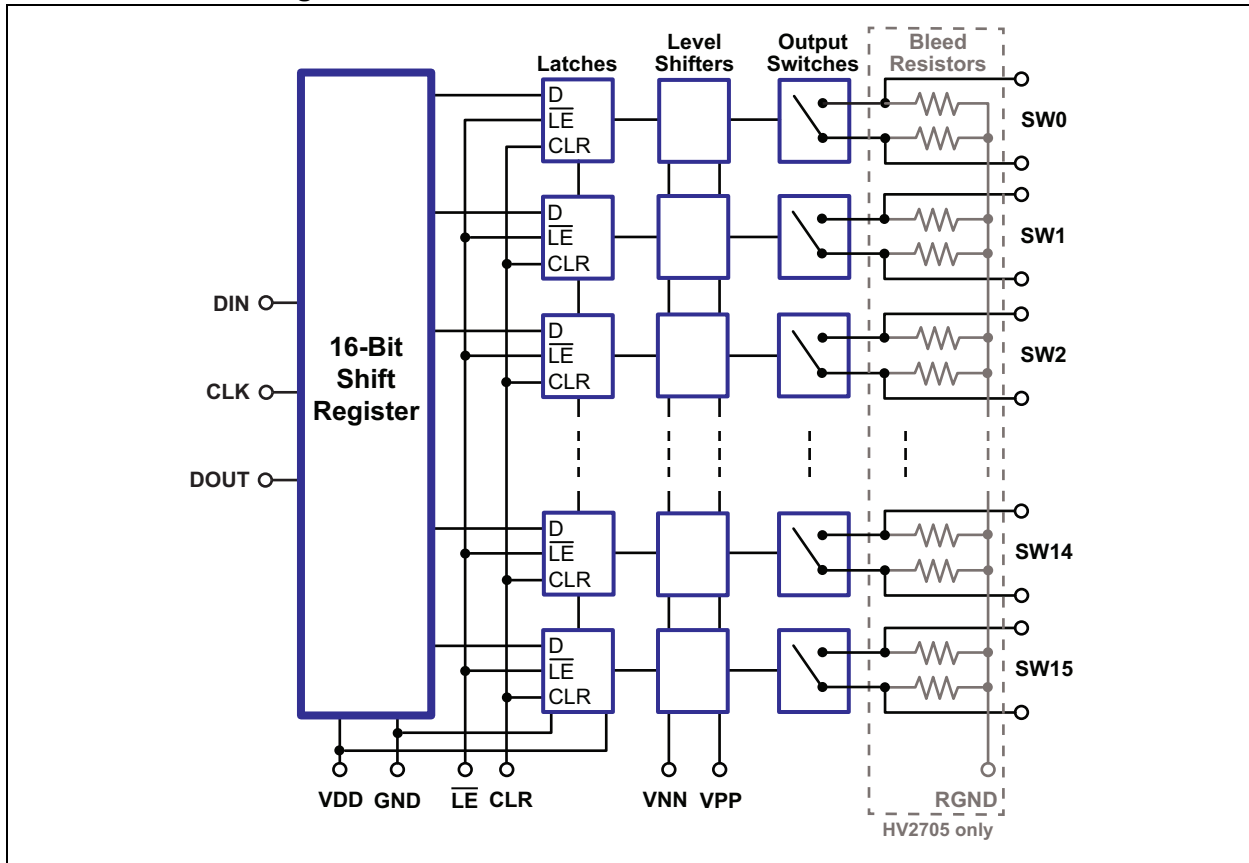 Latches
Level
Shifters
Output
Switches
Bleed
Resistors
D
LE
CLR
SW0
D
LE
CLR
SW1
DIN
D
LE
CLR
SW2
16-Bit
Shift
Register
CLK
DOUT
D
LE
CLR
SW14
D
LE
CLR
SW15
VDD
GND
LE
CLR
VNN
VPP
RGND
HV2705 only